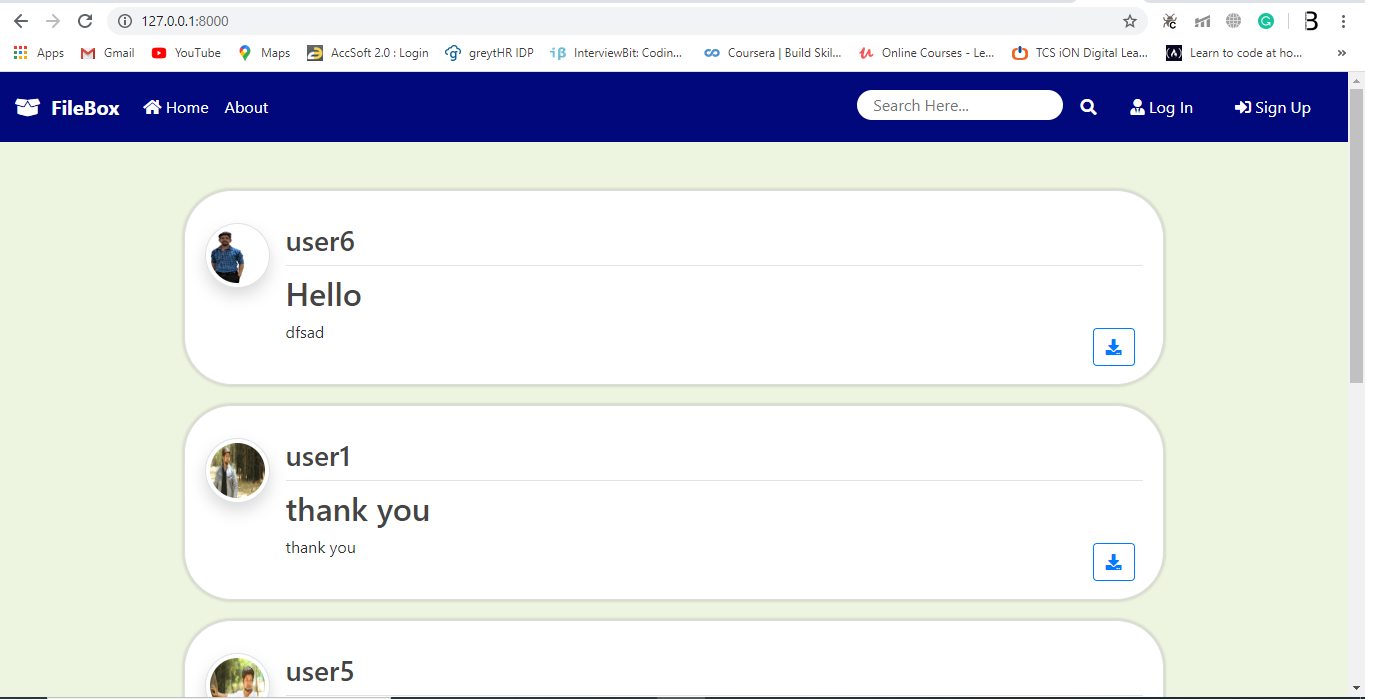 127.0.0.1:8000
Apps Gmail YouTube Maps AccSoft 2.0 : Login greytHR IDP InterviewBit: Codin... Coursera | Build Skil... Online Courses - Le... TCS iON Digital Lea... Learn to code at ho... »
FileBox Home About Search Here... Log In Sign Up
user6
Hello
dfsad
user1
thank you
thank you
user5